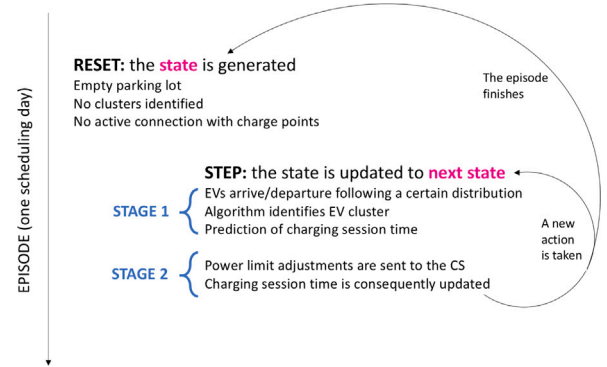 EPISODE (one scheduling day)
RESET: the state is generated
Empty parking lot
No clusters identified
No active connection with charge points
The episode
finishes
STEP: the state is updated to next state
STAGE 1
EVs arrive/departure following a certain distribution
Algorithm identifies EV cluster
Prediction of charging session time
A new
action
is taken
STAGE 2
Power limit adjustments are sent to the CS
Charging session time is consequently updated